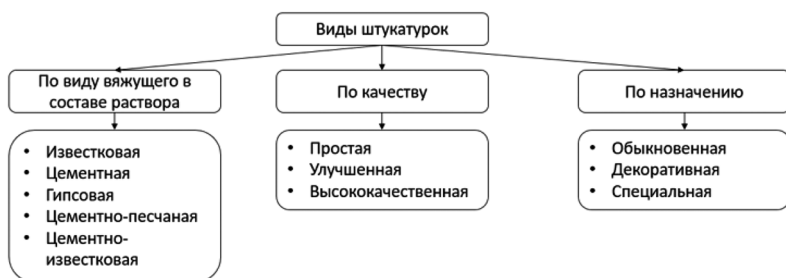 Виды штукатурок
По виду вяжущего в
составе раствора
По качеству
По назначению
• Известковая
• Цементная
• Гипсовая
• Цементно-песчаная
• Цементно-
известковая
• Простая
• Улучшенная
• Высококачественная
• Обыкновенная
• Декоративная
• Специальная